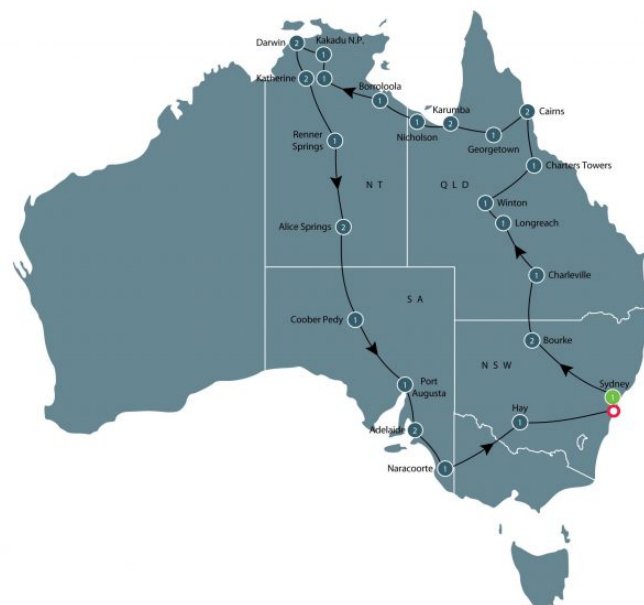 Darwin
2
Kakadu N.P.
1
Katherine
2
1
Borroloola
1
Karumba
2
Nicholson
1
Georgetown
1
Cairns
2
Renner
Springs
1
Charters Towers
1
N T
Q L D
Winton
1
Longreach
1
Alice Springs
2
Charleville
1
S A
Coober Pedy
1
Bourke
2
N S W
Port
Augusta
1
Sydney
1
Hay
1
Adelaide
2
Naracoorte
1